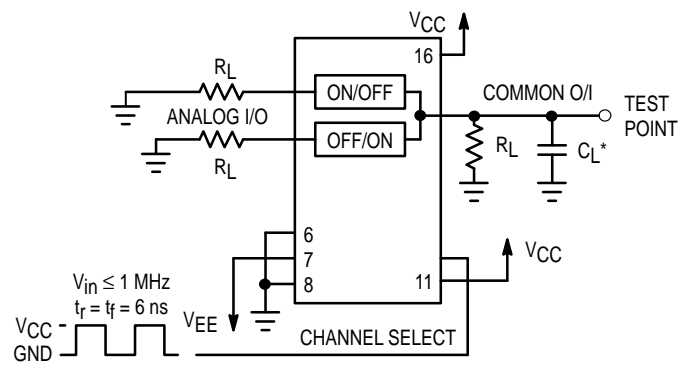 VCC
16
RL
ON/OFF
COMMON O/I
TEST
POINT
ANALOG I/O
OFF/ON
RL
RL
CL*
6
7
8
11
VCC
Vin ≤ 1 MHz
tr = tf = 6 ns
VCC
GND
VEE
CHANNEL SELECT